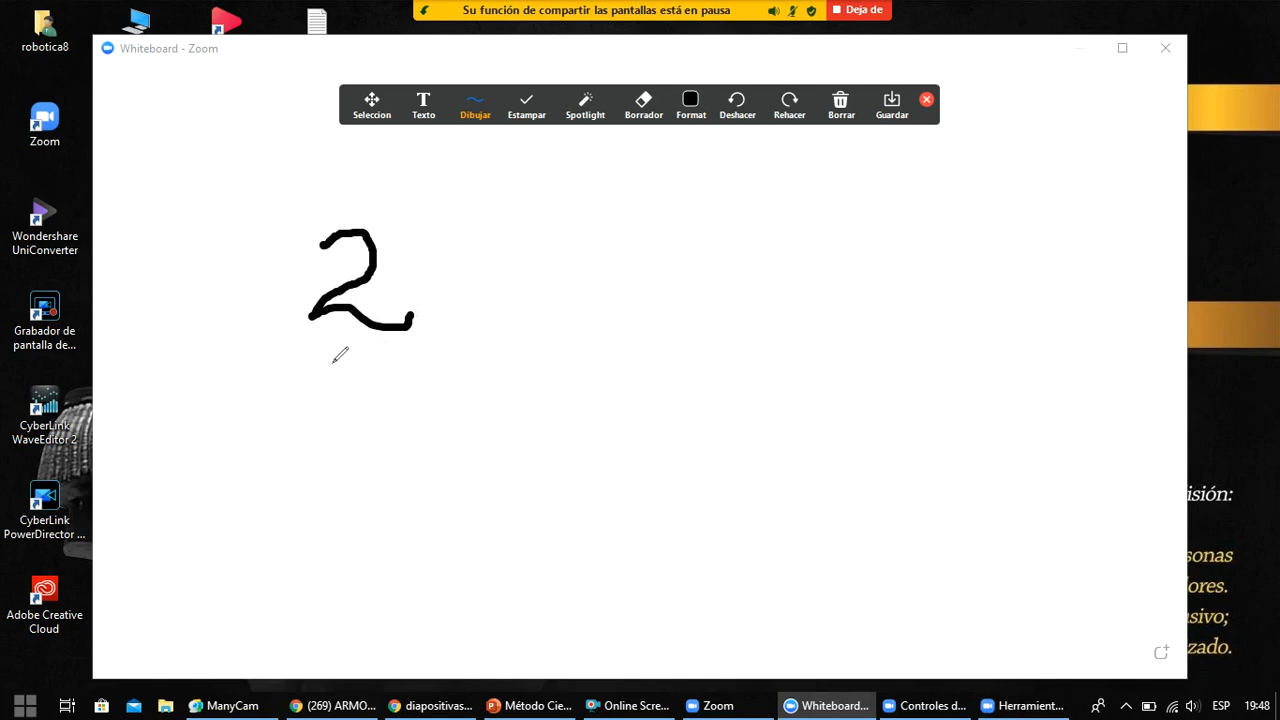 Su función de compartir las pantallas está en pausa
Deja de
robotica8
Whiteboard - Zoom
Seleccion
Texto
Dibujar
Estampar
Spotlight
Borrador
Format
Deshacer
Rehacer
Borrar
Guardar
Zoom
2
Wondershare
UniConverter
Grabador de
pantalla de...
CyberLink
WaveEditor 2
CyberLink
PowerDirector ...
Adobe Creative
Cloud
isión:
sonas
lores.
usivo;
zado.
ManyCam
(269) ARMO...
diapositivas...
Método Cie...
Online Scre...
Zoom
Whiteboard...
Controles d...
Herramient...
ESP
19:48